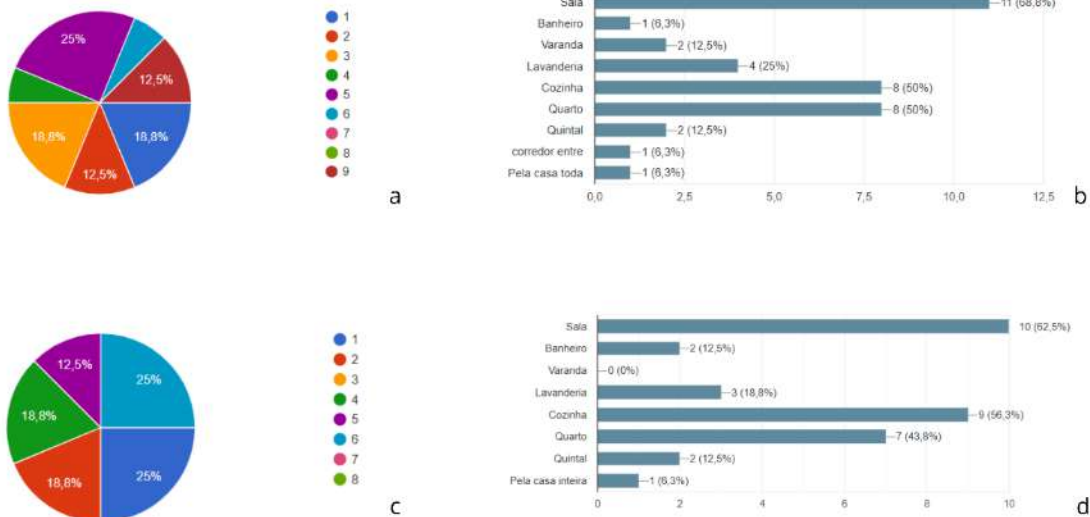 25%
12,5%
18,8%
12,5%
18,8%
1
2
3
4
5
6
7
8
9
a
Sala 11 (68,8%)
Banheiro 1 (6,3%)
Varanda 2 (12,5%)
Lavanderia 4 (25%)
Cozinha 8 (50%)
Quarto 8 (50%)
Quintal 2 (12,5%)
corredor entre 1 (6,3%)
Pela casa toda 1 (6,3%)
0,0 2,5 5,0 7,5 10,0 12,5
b
12,5%
25%
18,8%
18,8%
25%
1
2
3
4
5
6
7
8
c
Sala 10 (62,5%)
Banheiro 2 (12,5%)
Varanda 0 (0%)
Lavanderia 3 (18,8%)
Cozinha 9 (56,3%)
Quarto 7 (43,8%)
Quintal 2 (12,5%)
Pela casa inteira 1 (6,3%)
0 2 4 6 8 10
d